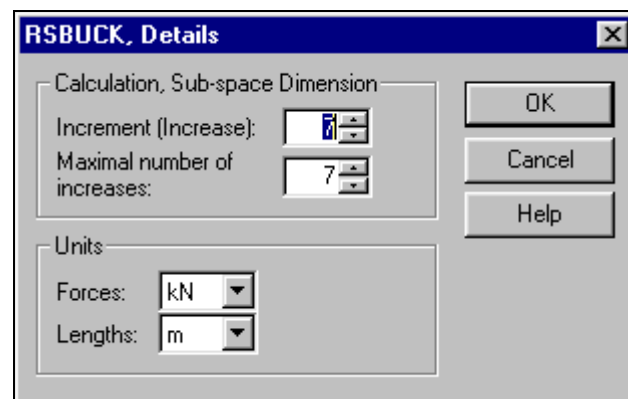 RSBUCK, Details
Calculation, Sub-space Dimension
Increment (Increase): 7
Maximal number of
increases: 7
Units
Forces: kN
Lengths: m
OK
Cancel
Help